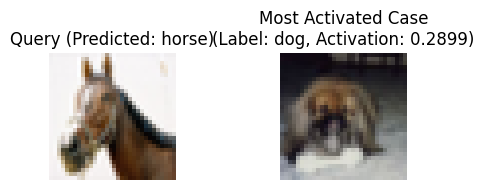 Query (Predicted: horse)
Most Activated Case
(Label: dog, Activation: 0.2899)